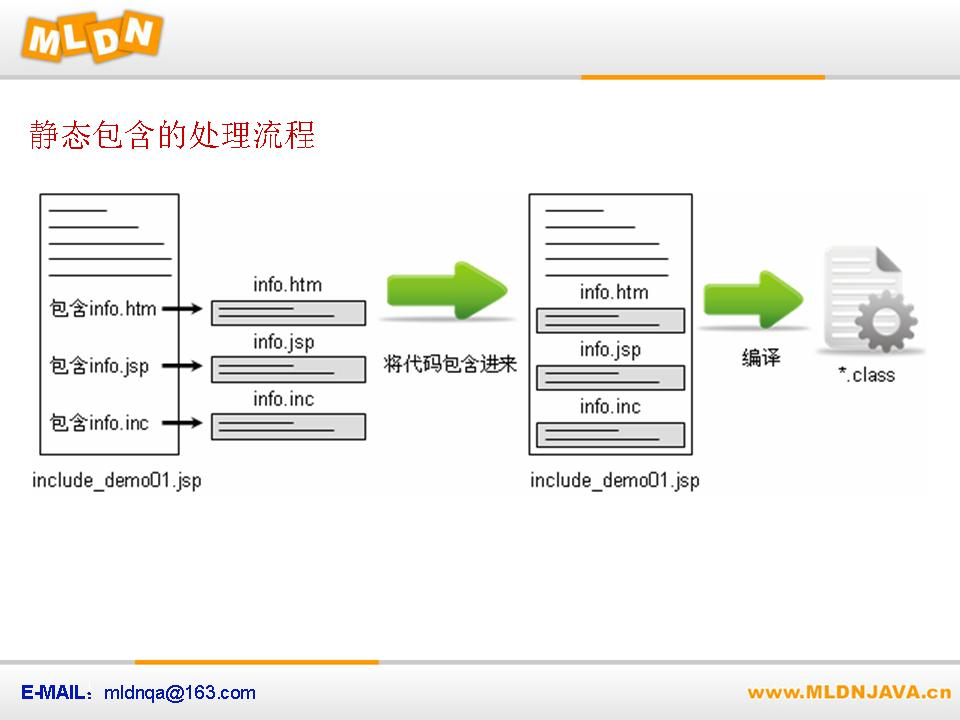 MLDN
静态包含的处理流程
包含info.htm
包含info.jsp
包含info.inc
include_demo01.jsp
info.htm
info.jsp
info.inc
将代码包含进来
info.htm
info.jsp
info.inc
include_demo01.jsp
编译
*.class
E-MAIL：mldnqa@163.com
www.MLDNJAVA.cn